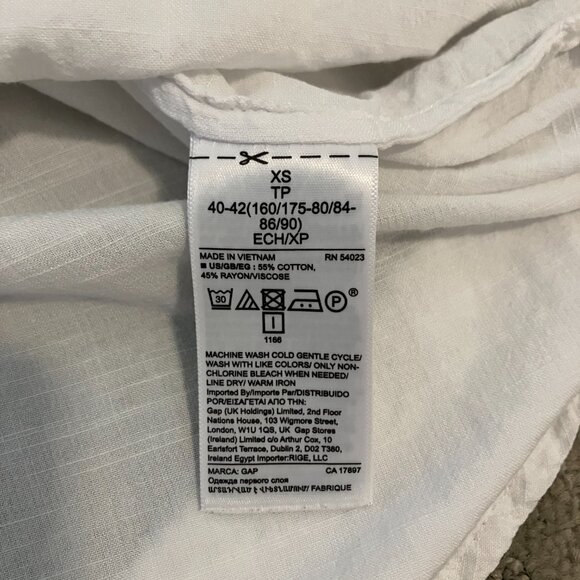 XS
TP
40-42(160/175-80/84-
86/90)
ECH/XP
MADE IN VIETNAM RN 54023
■ US/GB/EG : 55% COTTON,
45% RAYON/VISCOSE
30 P ®
1166
MACHINE WASH COLD GENTLE CYCLE/
WASH WITH LIKE COLORS/ ONLY NON-
CHLORINE BLEACH WHEN NEEDED/
LINE DRY/ WARM IRON
Imported by/Importe Par/DISTRIBUIDO
POR/ΕΙΣΑΓΕΤΑΙ ΑΠΟ ΤΗΝ:
Gap (UK Holdings) Limited, 2nd Floor
Nations House, 103 Wigmore Street,
London, W1U 1QS, UK Gap Stores
(Ireland) Limited c/o Arthur Cox, 10
Earlsfort Terrace, Dublin 2, D02 T380,
Ireland Egypt Importer:RIGE, LLC
MARCA: GAP CA 17897
Одежда первого слоя
ԱՐՏԱԴՐՎԱԾ Է ՎԻԵՏՆԱՄՈՒՄ/ FABRIQUE